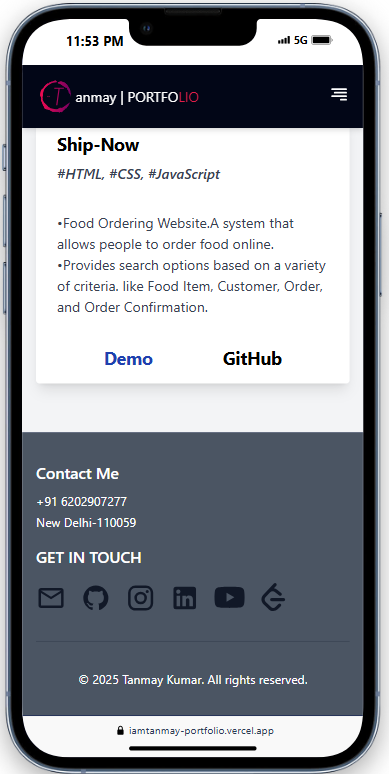 11:53 PM 5G
T anmay | PORTFOLIO
Ship-Now
#HTML, #CSS, #JavaScript
•Food Ordering Website.A system that
allows people to order food online.
•Provides search options based on a variety
of criteria. like Food Item, Customer, Order,
and Order Confirmation.
Demo GitHub
Contact Me
+91 6202907277
New Delhi-110059
GET IN TOUCH
in
© 2025 Tanmay Kumar. All rights reserved.
iamtanmay-portfolio.vercel.app